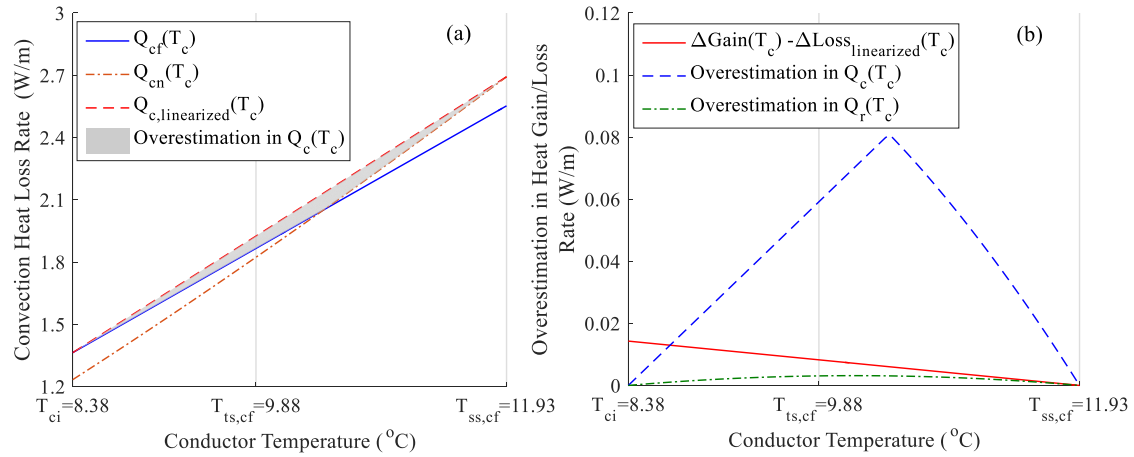 Convection Heat Loss Rate (W/m)
3
2.7
2.4
2.1
1.8
1.5
1.2
(a)
Q_cf(T_c)
Q_cn(T_c)
Q_c,linearized(T_c)
Overestimation in Q_c(T_c)
T_ci=8.38
T_ts,cf=9.88
T_ss,cf=11.93
Conductor Temperature (°C)
Overestimation in Heat Gain/Loss
Rate (W/m)
0.12
0.1
0.08
0.06
0.04
0.02
0
(b)
ΔGain(T_c) -ΔLoss_linearized(T_c)
Overestimation in Q_c(T_c)
Overestimation in Q_r(T_c)
T_ci=8.38
T_ts,cf=9.88
T_ss,cf=11.93
Conductor Temperature (°C)